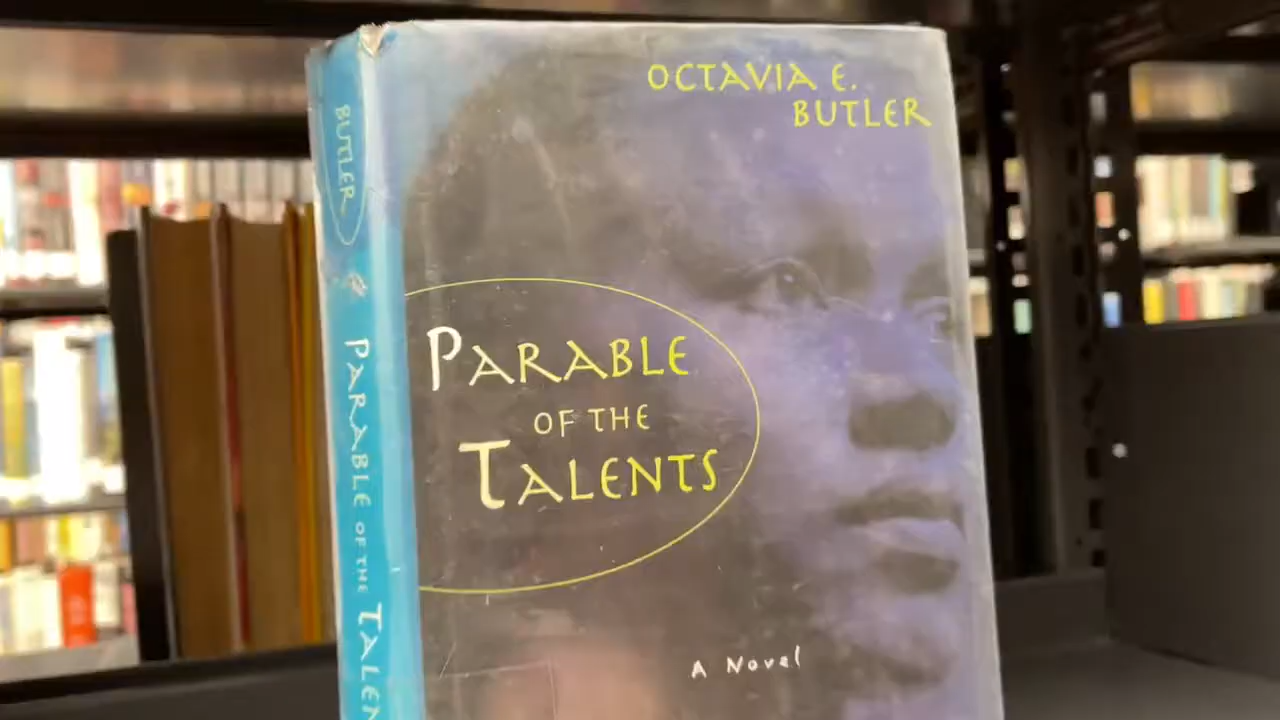 OCTAVIA E.
BUTLER
PARABLE
OF THE
TALENTS
A Novel
BUTLER
PARABLE OF THE TALEN